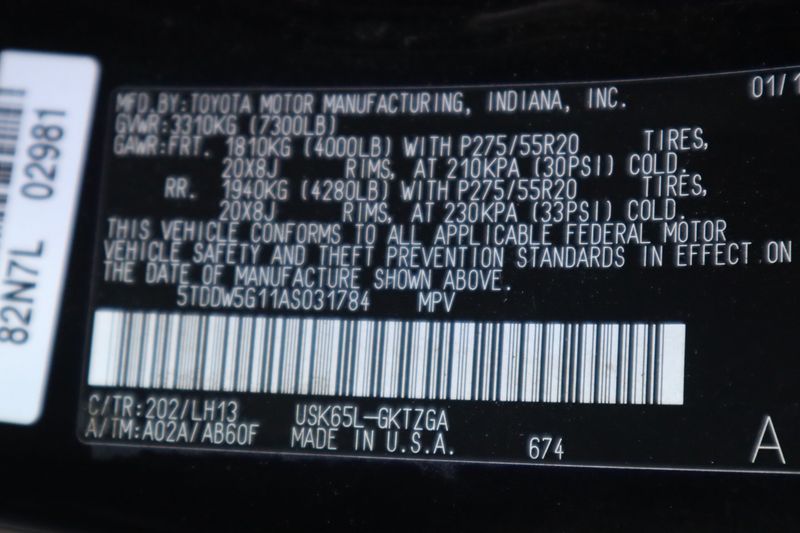 01/1
MFD.BY:TOYOTA MOTOR MANUFACTURING, INDIANA, INC.
GVWR:3310KG (7300LB)
GAWR:FRT. 1810KG (4000LB) WITH P275/55R20 TIRES,
20X8J RIMS, AT 210KPA (30PSI) COLD.
RR. 1940KG (4280LB) WITH P275/55R20 TIRES,
20X8J RIMS, AT 230KPA (33PSI) COLD.
THIS VEHICLE CONFORMS TO ALL APPLICABLE FEDERAL MOTOR
VEHICLE SAFETY AND THEFT PREVENTION STANDARDS IN EFFECT ON
THE DATE OF MANUFACTURE SHOWN ABOVE.
5TDDW5G11AS031784 MPV
C/TR:202/LH13 USK65L-GKTZGA
A/TM:A02A/AB60F MADE IN U.S.A. 674 A
82N7L 02981